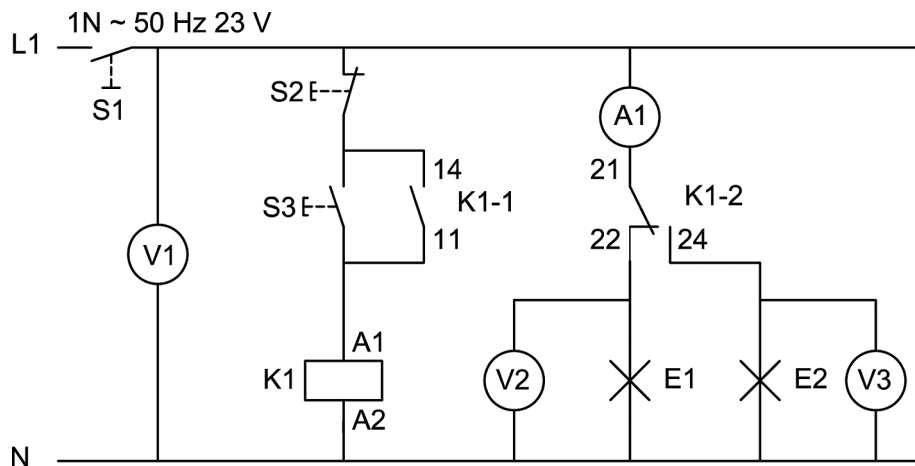 1N ~ 50 Hz 23 V
L1
S1
S2
A1
14
21
S3
K1-1
K1-2
11
22
24
V1
A1
K1
V2
E1
E2
V3
A2
N